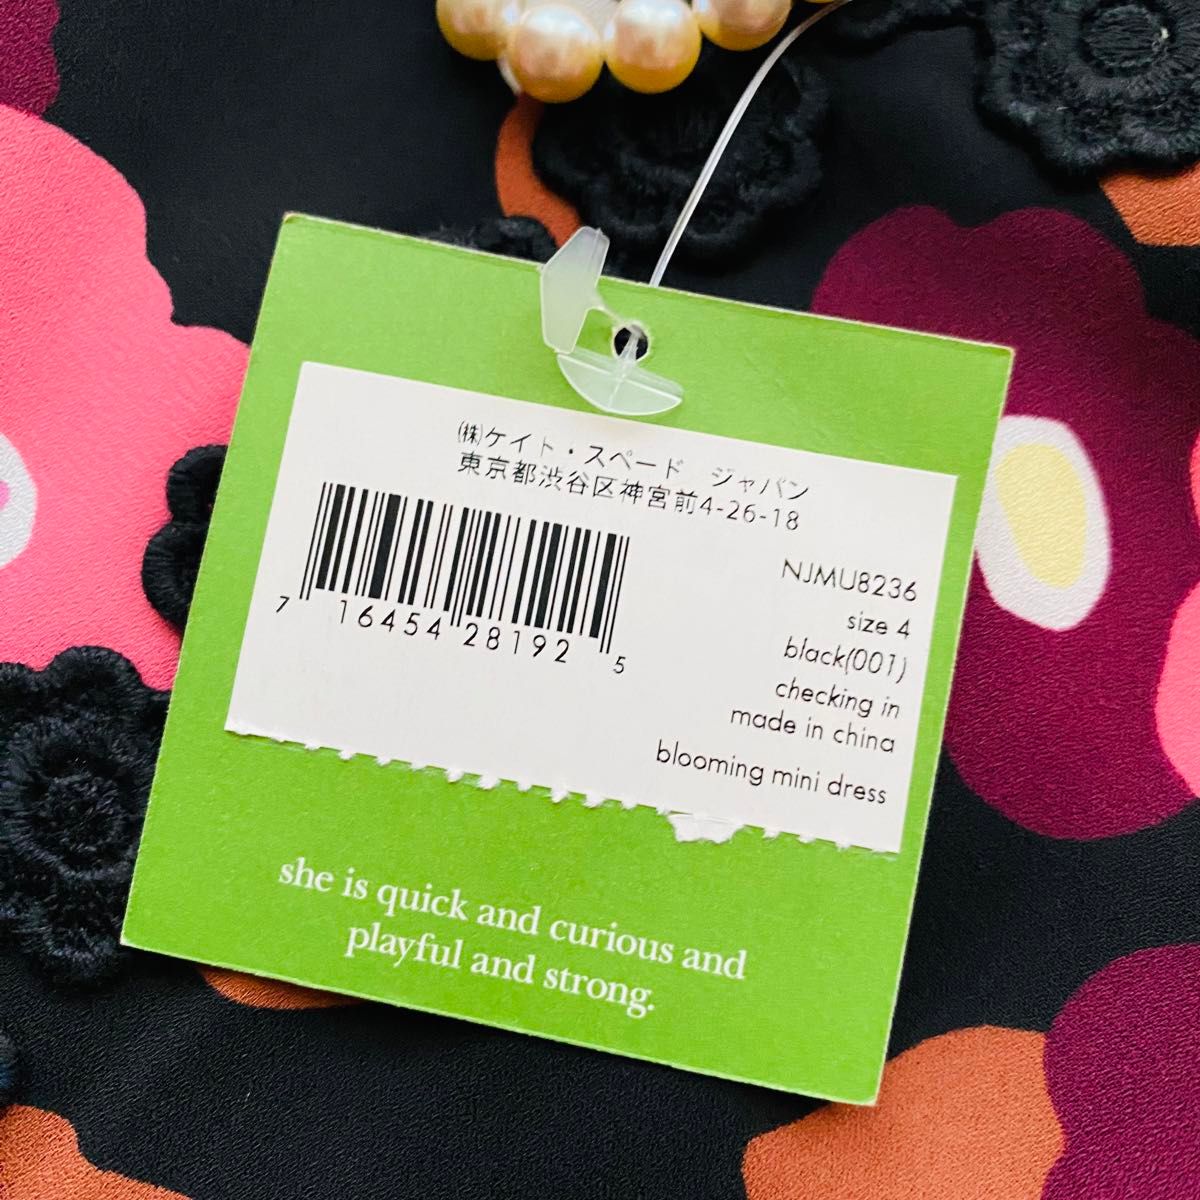 ㈱ケイト・スペード ジャパン
東京都渋谷区神宮前4-26-18
7 16454 28192 5
NJMU8236
size 4
black(001)
checking in
made in china
blooming mini dress
she is quick and curious and
playful and strong.